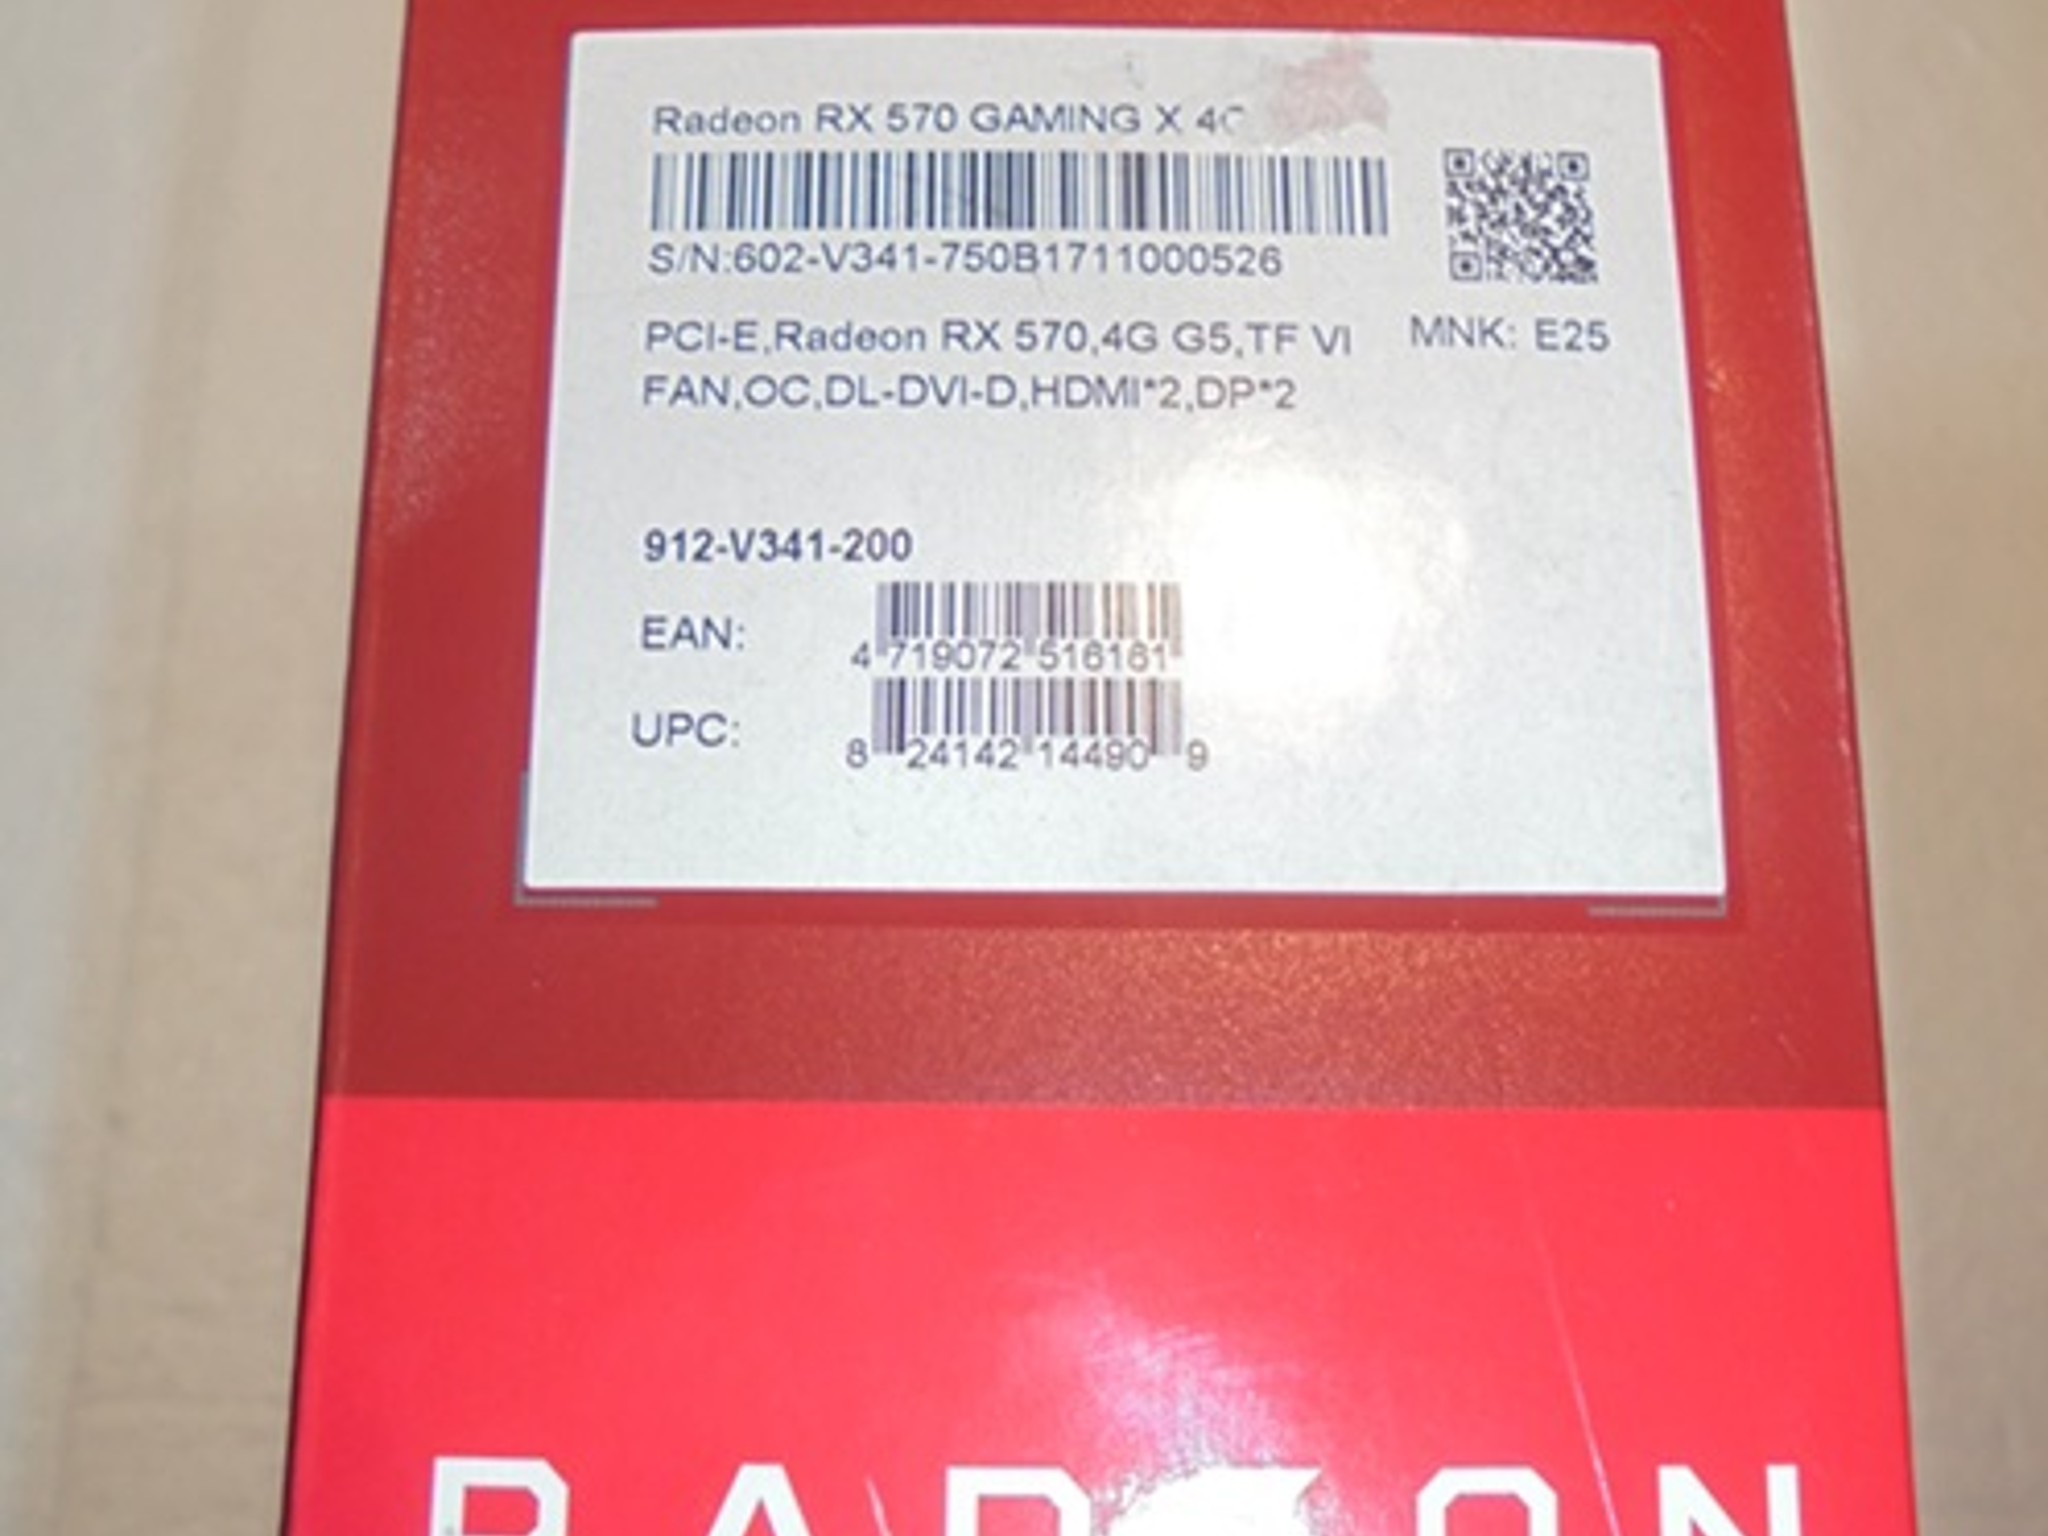 Radeon RX 570 GAMING X 4G
S/N:602-V341-750B1711000526
PCI-E,Radeon RX 570,4G G5,TF VI MNK: E25
FAN,OC,DL-DVI-D,HDMI*2,DP*2
912-V341-200
EAN: 4 719072 516161
UPC: 8 24142 14490 9
RADEON